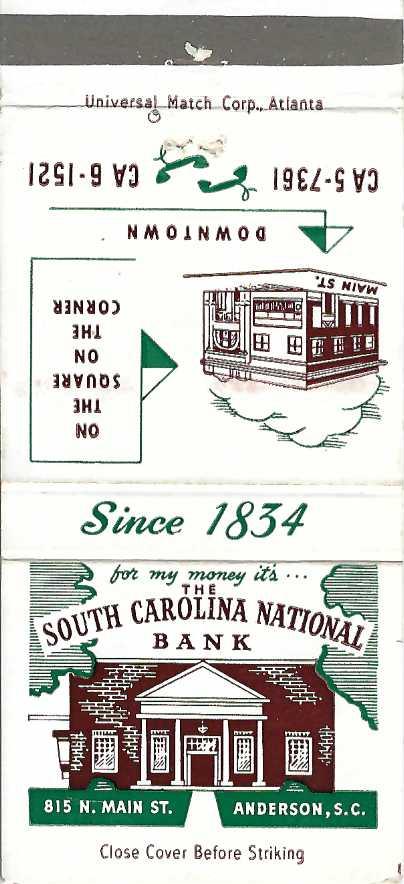 Universal Match Corp., Atlanta
CA 5-7361 CA 6-1521
DOWNTOWN
MAIN ST.
ON
THE
SQUARE
ON
THE
CORNER
Since 1834
for my money it's...
THE
SOUTH CAROLINA NATIONAL
BANK
815 N. MAIN ST. ANDERSON, S.C.
Close Cover Before Striking